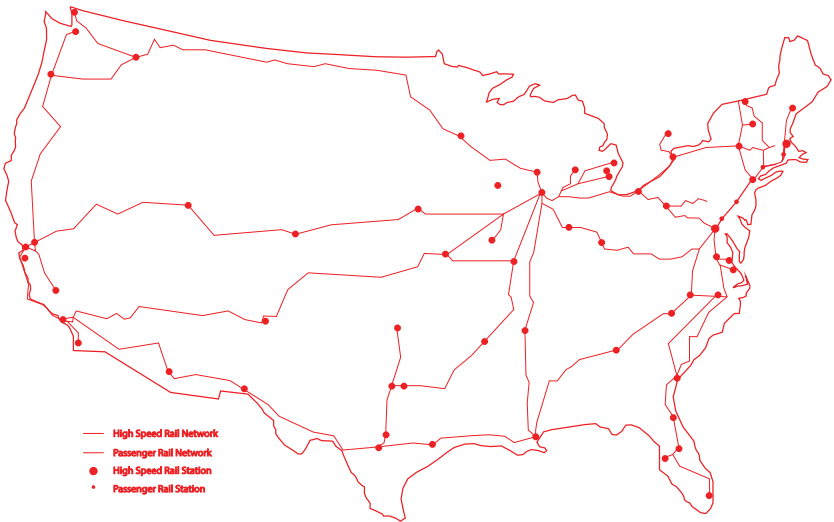 High Speed Rail Network
Passenger Rail Network
High Speed Rail Station
Passenger Rail Station